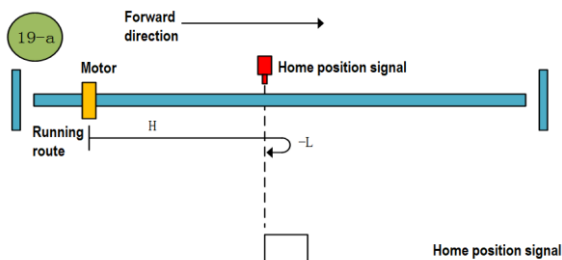 Forward
direction
19-a
Motor
Home position signal
Running
route
H
-L
Home position signal